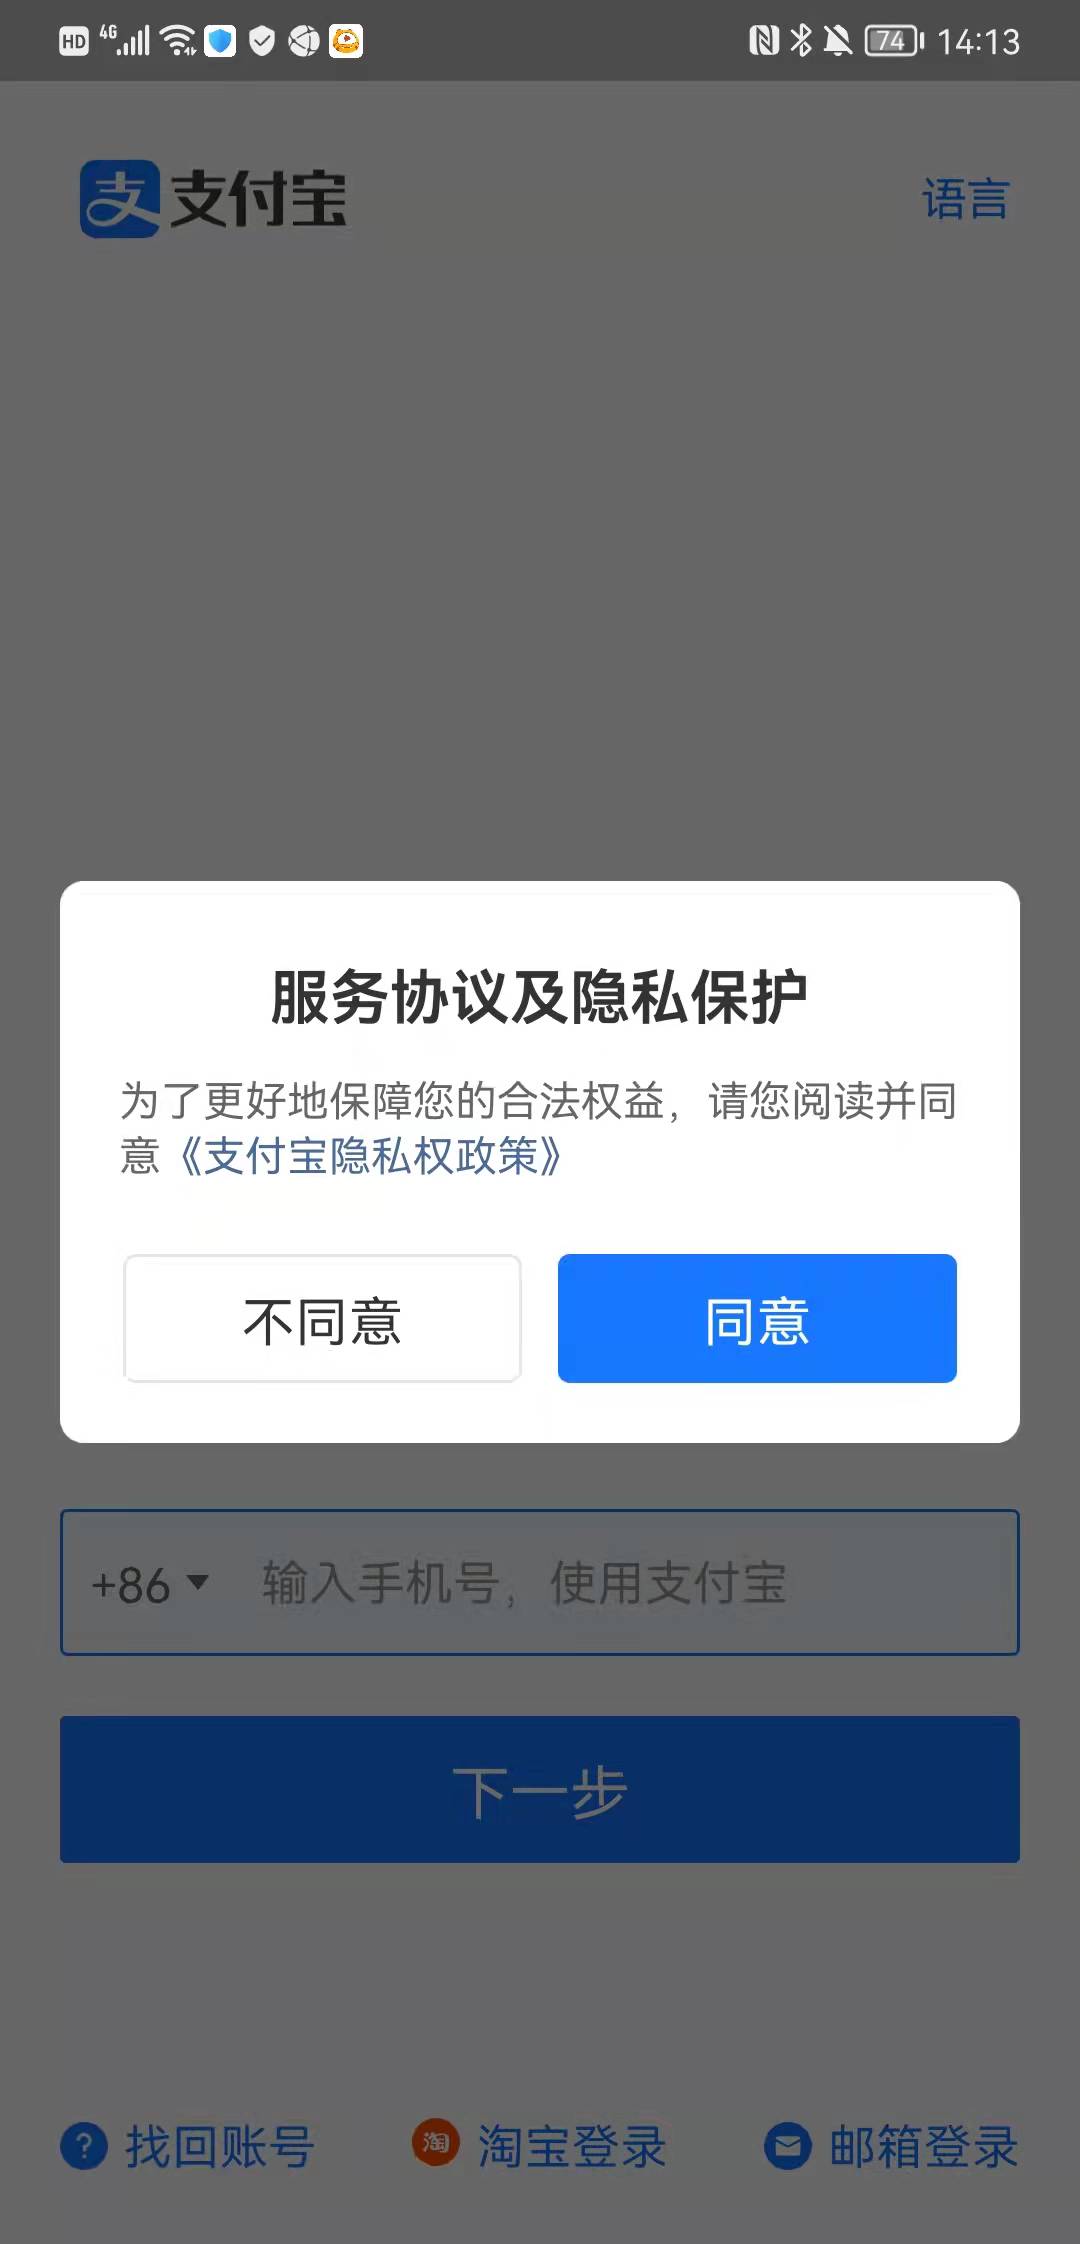 HD 4G 74 14:13
支 支付宝 语言
服务协议及隐私保护
为了更好地保障您的合法权益，请您阅读并同
意《支付宝隐私权政策》
不同意 同意
+86 输入手机号，使用支付宝
下一步
? 找回账号 淘 淘宝登录 邮箱登录